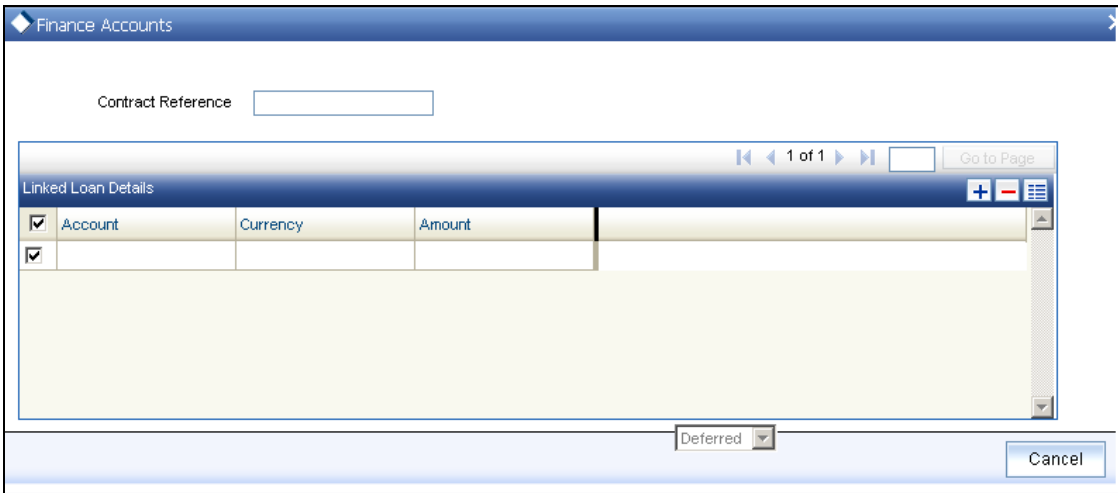 Finance Accounts
Contract Reference
1 of 1 Go to Page
Linked Loan Details
Account Currency Amount
Deferred
Cancel